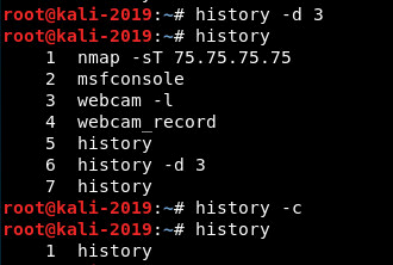 root@kali-2019:~# history -d 3
root@kali-2019:~# history
1 nmap -sT 75.75.75.75
2 msfconsole
3 webcam -l
4 webcam_record
5 history
6 history -d 3
7 history
root@kali-2019:~# history -c
root@kali-2019:~# history
1 history